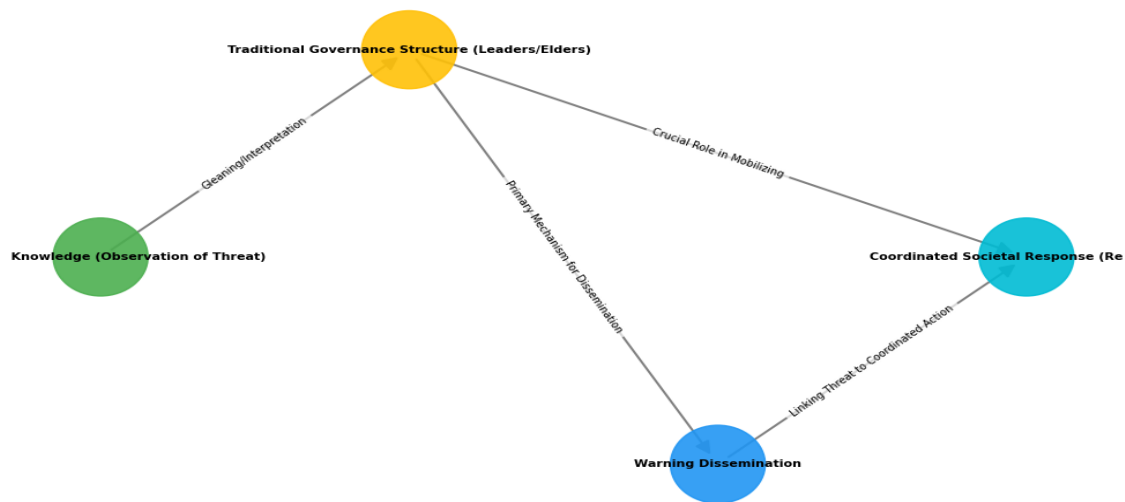 Traditional Governance Structure (Leaders/Elders)
Gleaning/Interpretation
Crucial Role in Mobilizing
Primary Mechanism for Dissemination
Knowledge (Observation of Threat)
Coordinated Societal Response (Re
Linking Threat to Coordinated Action
Warning Dissemination